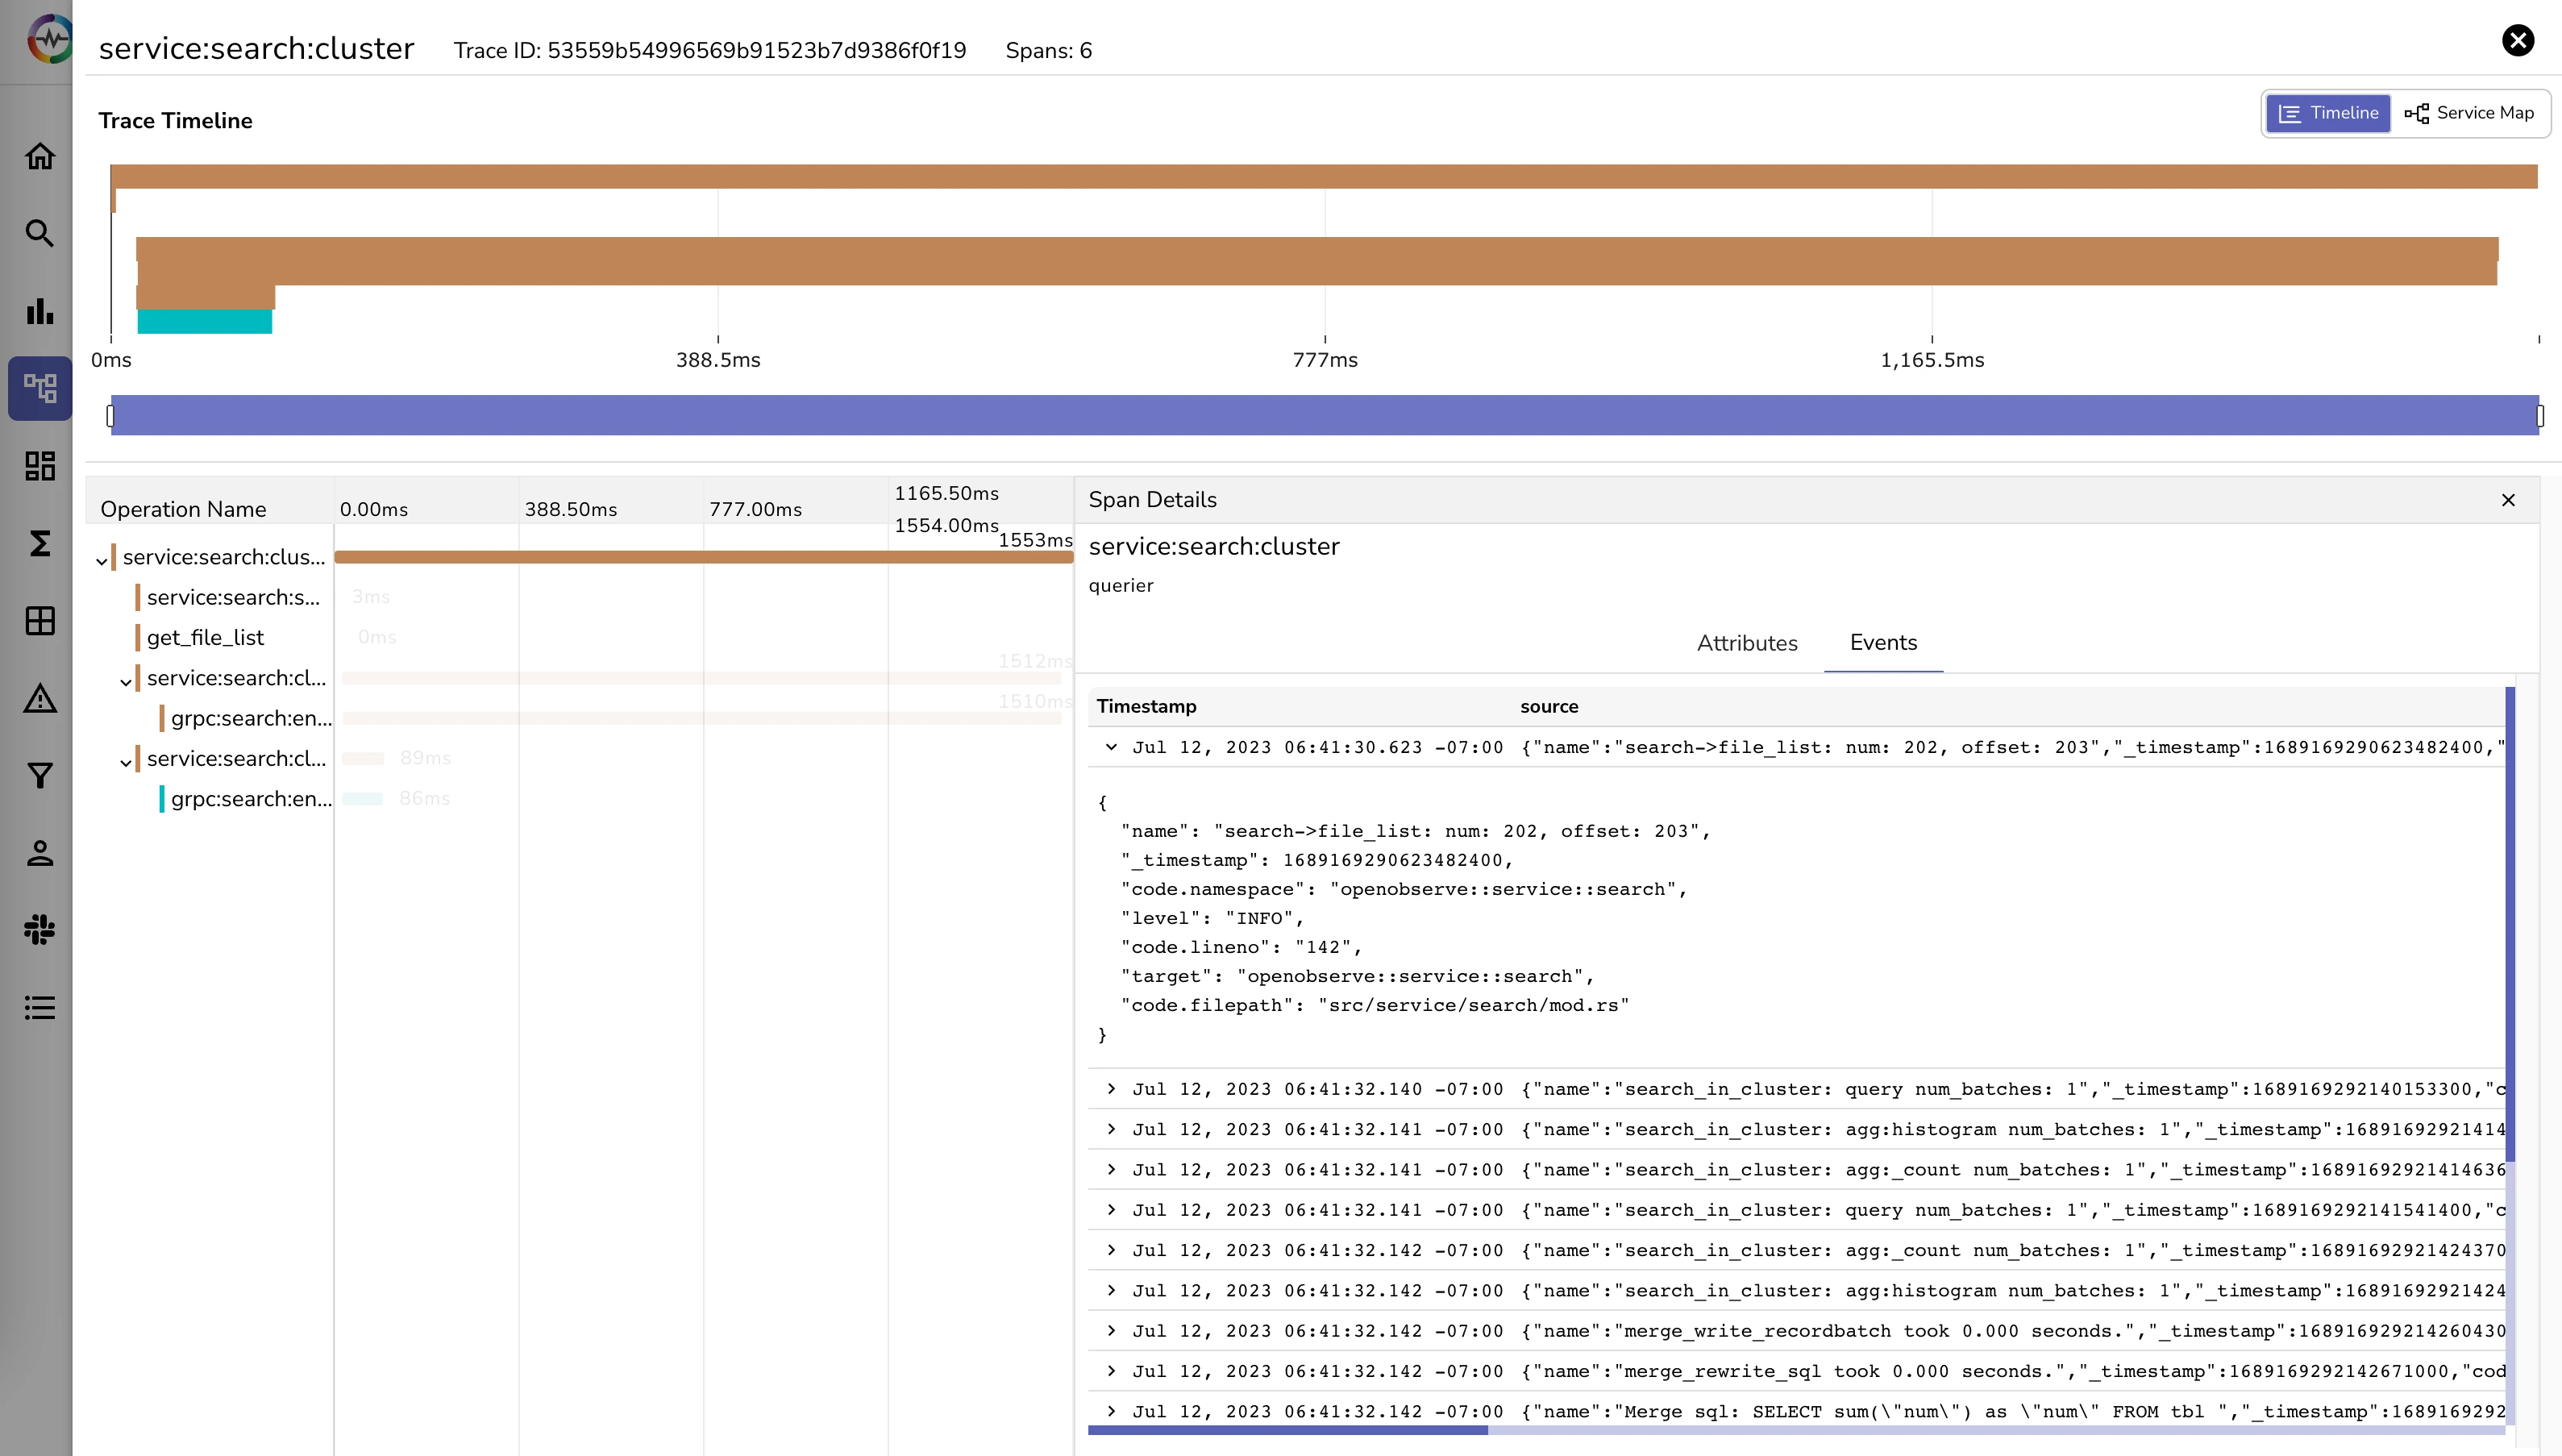 service:search:cluster Trace ID: 53559b54996569b91523b7d9386f0f19 Spans: 6
Trace Timeline
Timeline Service Map
0ms 388.5ms 777ms 1,165.5ms
Operation Name 0.00ms 388.50ms 777.00ms 1165.50ms
1554.00ms
service:search:clus... 1553ms
service:search:s... 3ms
get_file_list 0ms
service:search:cl... 1512ms
grpc:search:en... 1510ms
service:search:cl... 89ms
grpc:search:en... 86ms
Span Details
service:search:cluster
querier
Attributes Events
Timestamp source
Jul 12, 2023 06:41:30.623 -07:00 {"name":"search->file_list: num: 202, offset: 203","_timestamp":1689169290623482400,"
{
"name": "search->file_list: num: 202, offset: 203",
"_timestamp": 1689169290623482400,
"code.namespace": "openobserve::service::search",
"level": "INFO",
"code.lineno": "142",
"target": "openobserve::service::search",
"code.filepath": "src/service/search/mod.rs"
}
Jul 12, 2023 06:41:32.140 -07:00 {"name":"search_in_cluster: query num_batches: 1","_timestamp":1689169292140153300,"c
Jul 12, 2023 06:41:32.141 -07:00 {"name":"search_in_cluster: agg:histogram num_batches: 1","_timestamp":16891692921414
Jul 12, 2023 06:41:32.141 -07:00 {"name":"search_in_cluster: agg:_count num_batches: 1","_timestamp":16891692921414636
Jul 12, 2023 06:41:32.141 -07:00 {"name":"search_in_cluster: query num_batches: 1","_timestamp":1689169292141541400,"c
Jul 12, 2023 06:41:32.142 -07:00 {"name":"search_in_cluster: agg:_count num_batches: 1","_timestamp":16891692921424370
Jul 12, 2023 06:41:32.142 -07:00 {"name":"search_in_cluster: agg:histogram num_batches: 1","_timestamp":16891692921424
Jul 12, 2023 06:41:32.142 -07:00 {"name":"merge_write_recordbatch took 0.000 seconds.","_timestamp":168916929214260430
Jul 12, 2023 06:41:32.142 -07:00 {"name":"merge_rewrite_sql took 0.000 seconds.","_timestamp":1689169292142671000,"cod
Jul 12, 2023 06:41:32.142 -07:00 {"name":"Merge sql: SELECT sum(\"num\") as \"num\" FROM tbl ","_timestamp":1689169292